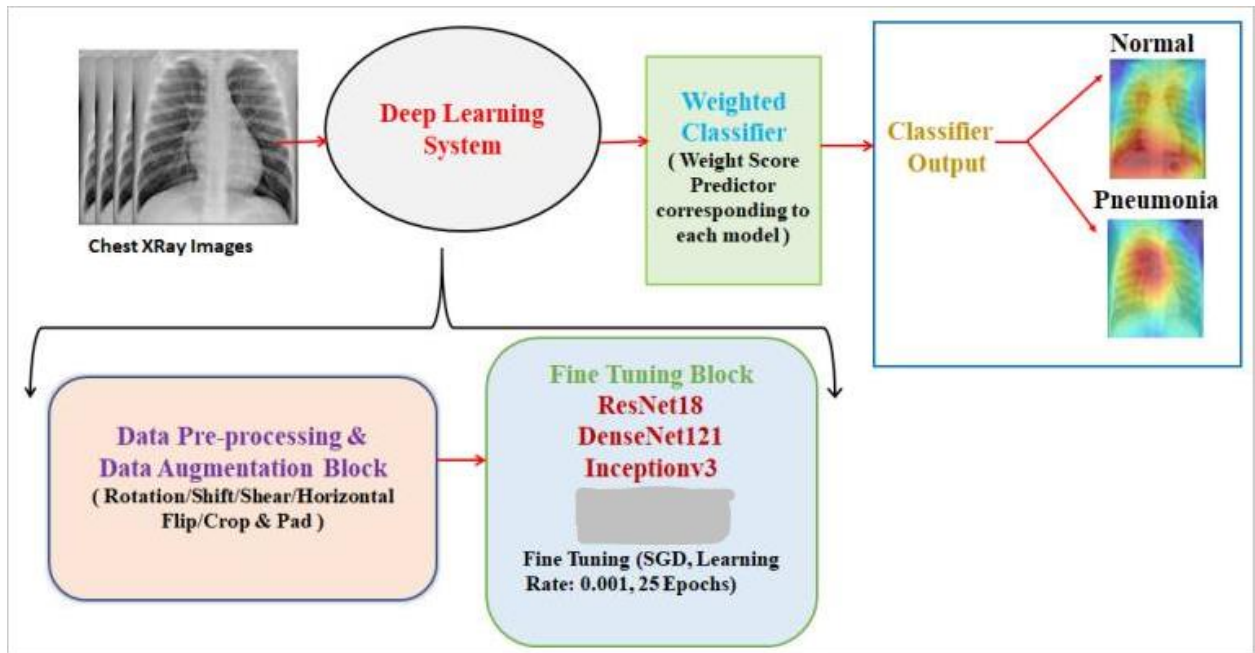 Chest XRay Images
Deep Learning
System
Weighted
Classifier
( Weight Score
Predictor
corresponding to
each model )
Classifier
Output
Normal
Pneumonia
Data Pre-processing &
Data Augmentation Block
( Rotation/Shift/Shear/Horizontal
Flip/Crop & Pad )
Fine Tuning Block
ResNet18
DenseNet121
Inceptionv3
Fine Tuning (SGD, Learning
Rate: 0.001, 25 Epochs)